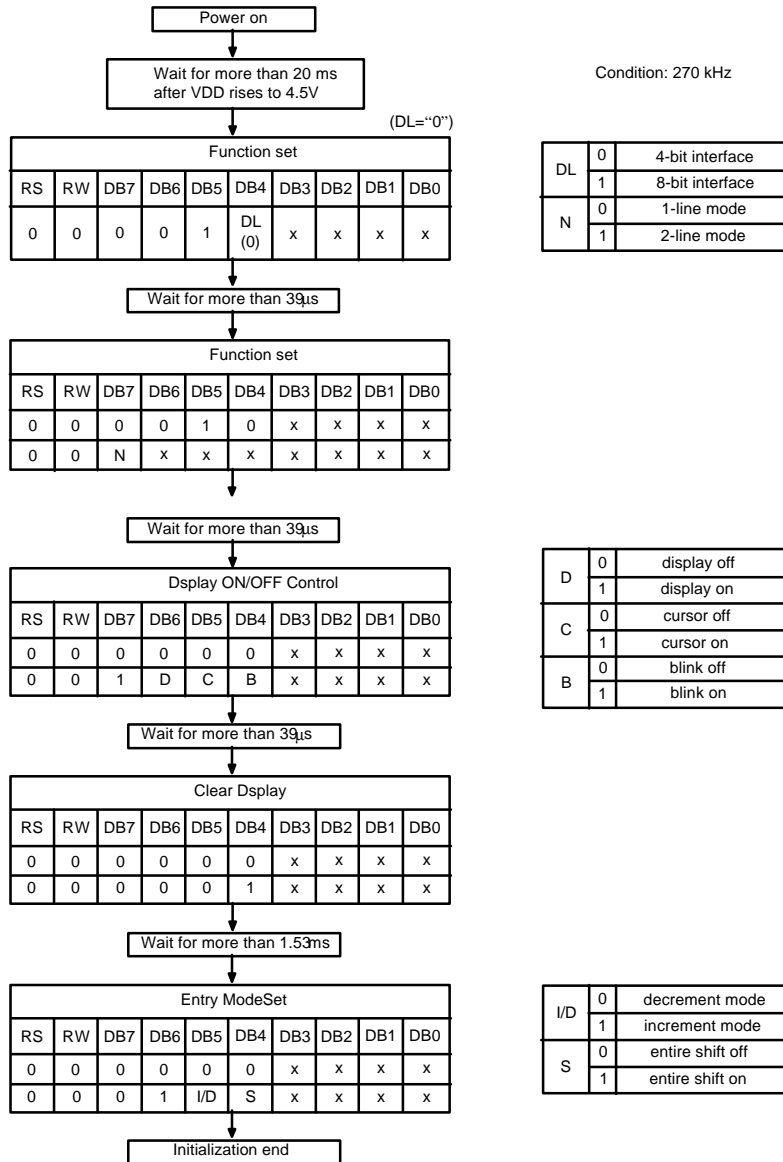 Power on
Wait for more than 20 ms
after VDD rises to 4.5V
Condition: 270 kHz
(DL=“0”)
Function set
RS RW DB7 DB6 DB5 DB4 DB3 DB2 DB1 DB0
0 0 0 0 1 DL (0) x x x x
DL 0 4-bit interface
1 8-bit interface
N 0 1-line mode
1 2-line mode
Wait for more than 39μs
Function set
RS RW DB7 DB6 DB5 DB4 DB3 DB2 DB1 DB0
0 0 0 0 1 0 x x x x
0 0 N x x x x x x x
Wait for more than 39μs
Dsplay ON/OFF Control
RS RW DB7 DB6 DB5 DB4 DB3 DB2 DB1 DB0
0 0 0 0 0 0 x x x x
0 0 1 D C B x x x x
D 0 display off
1 display on
C 0 cursor off
1 cursor on
B 0 blink off
1 blink on
Wait for more than 39μs
Clear Dsplay
RS RW DB7 DB6 DB5 DB4 DB3 DB2 DB1 DB0
0 0 0 0 0 0 x x x x
0 0 0 0 0 1 x x x x
Wait for more than 1.53ms
Entry ModeSet
RS RW DB7 DB6 DB5 DB4 DB3 DB2 DB1 DB0
0 0 0 0 0 0 x x x x
0 0 0 1 I/D S x x x x
I/D 0 decrement mode
1 increment mode
S 0 entire shift off
1 entire shift on
Initialization end